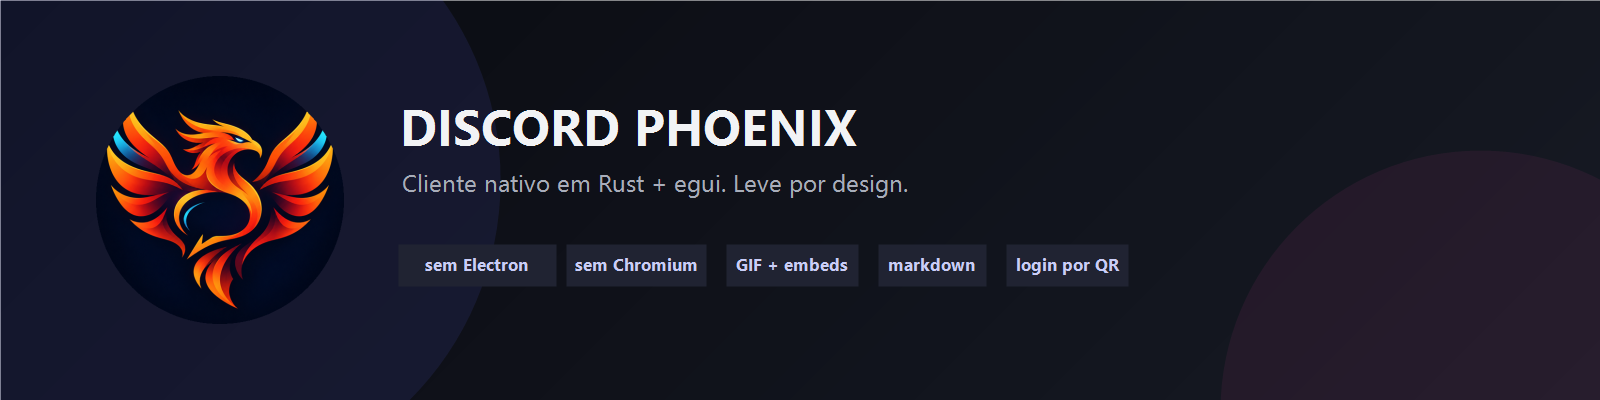 DISCORD PHOENIX
Cliente nativo em Rust + egui. Leve por design.
sem Electron sem Chromium GIF + embeds markdown login por QR